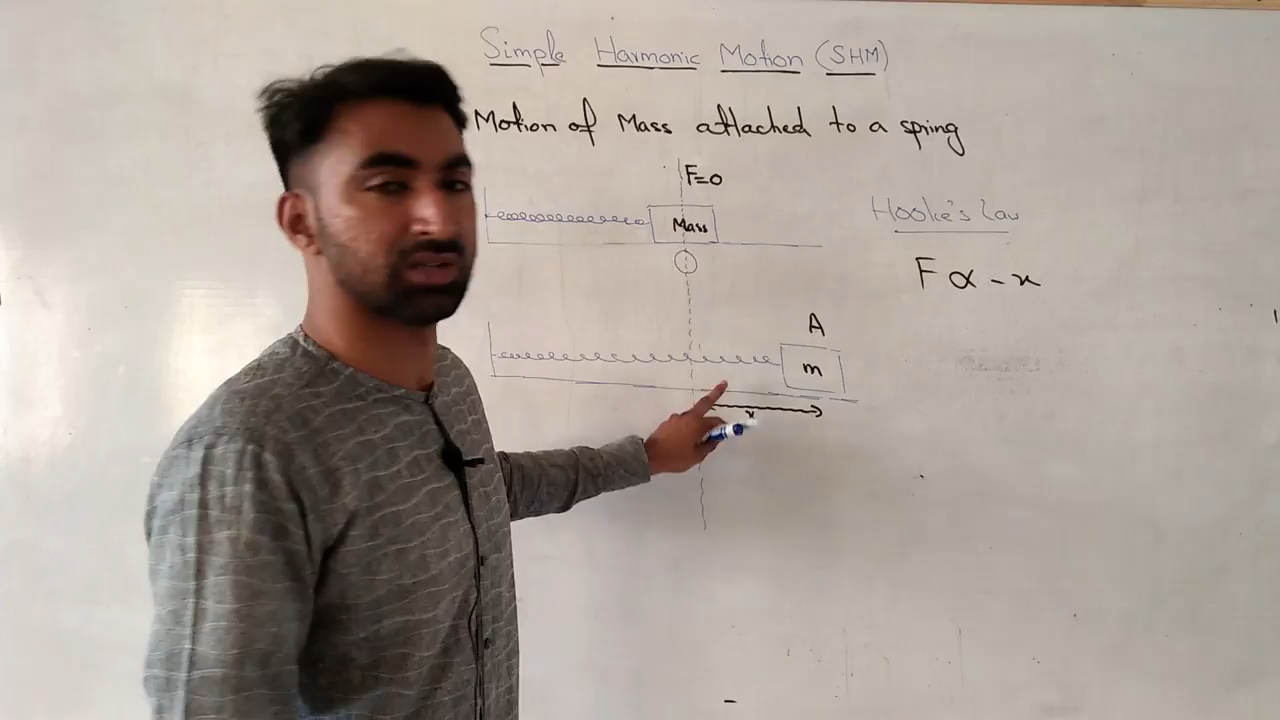 Simple Harmonic Motion (SHM)
Motion of Mass attached to a spring
F=0
Mass
Hooke's Law
F ∝ - x
A
m
x